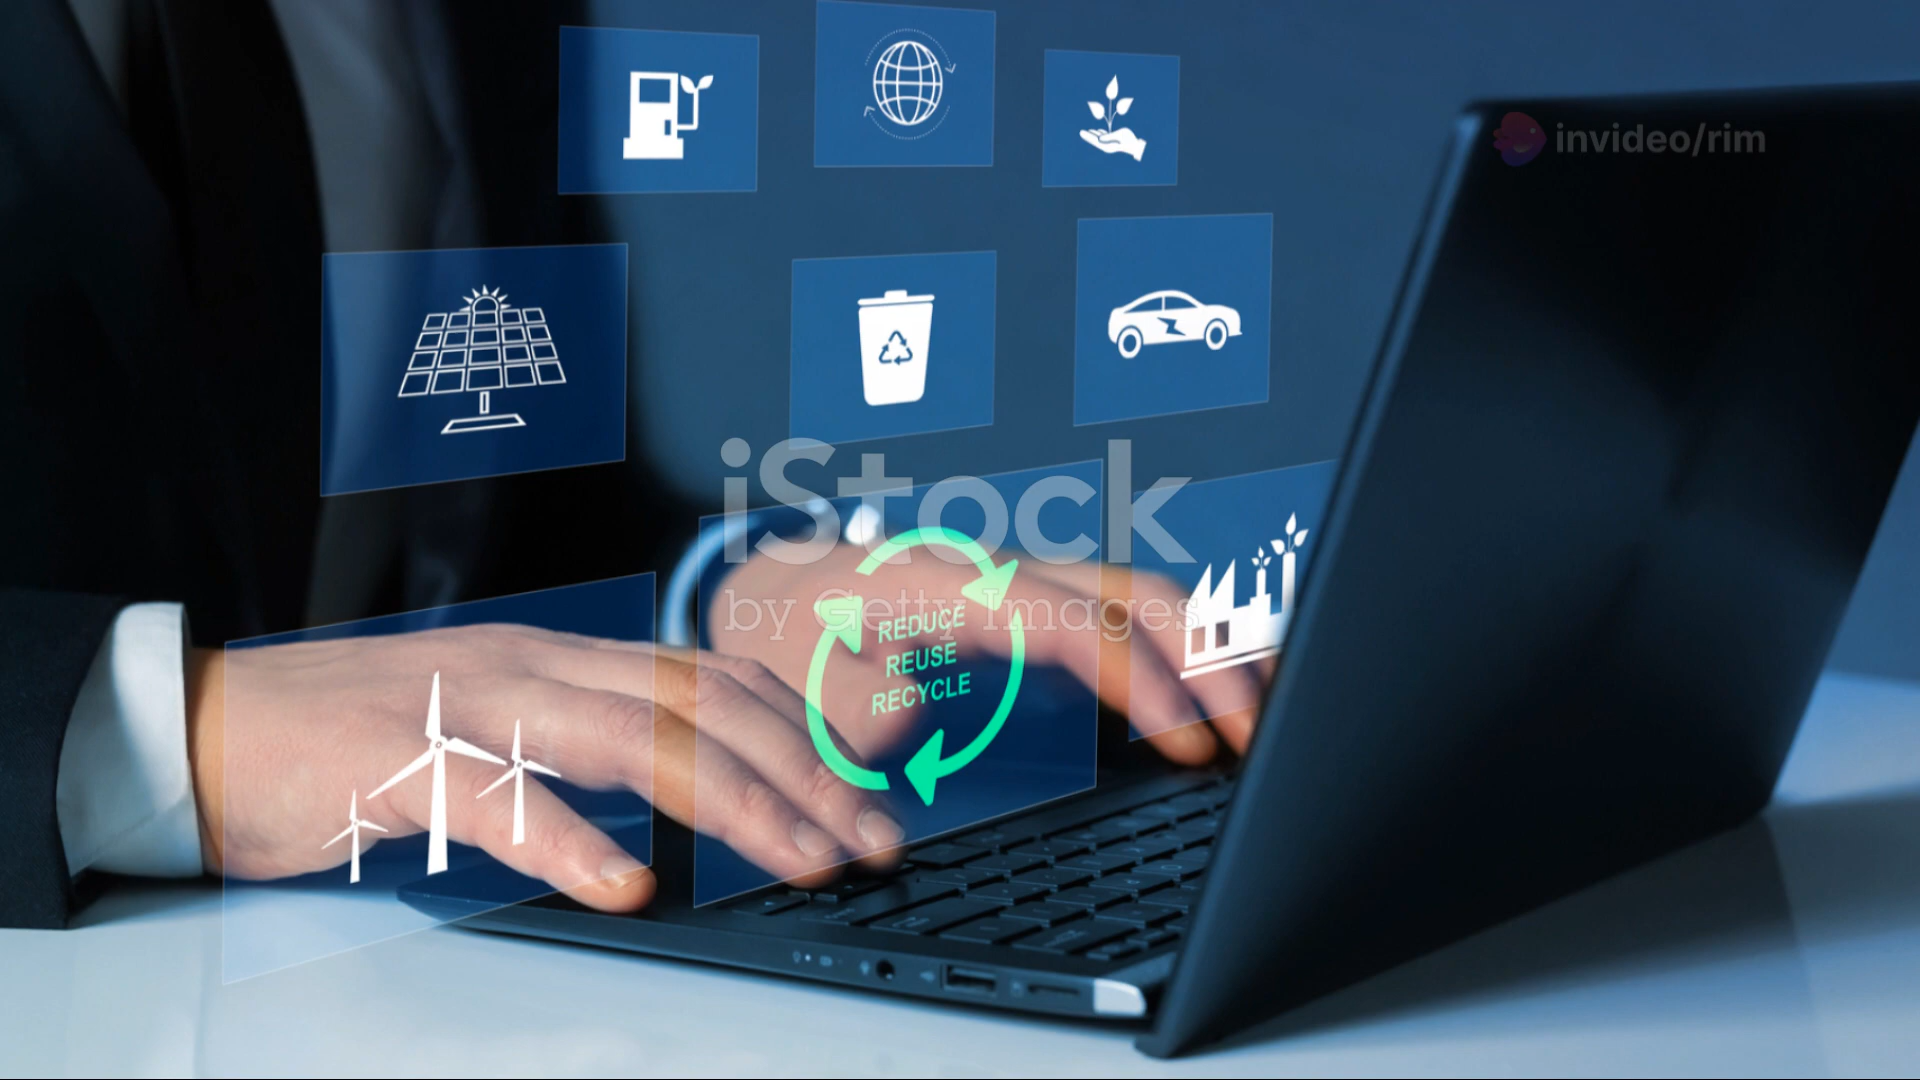 invideo/rim
iStock
by Getty Images
REDUCE
REUSE
RECYCLE